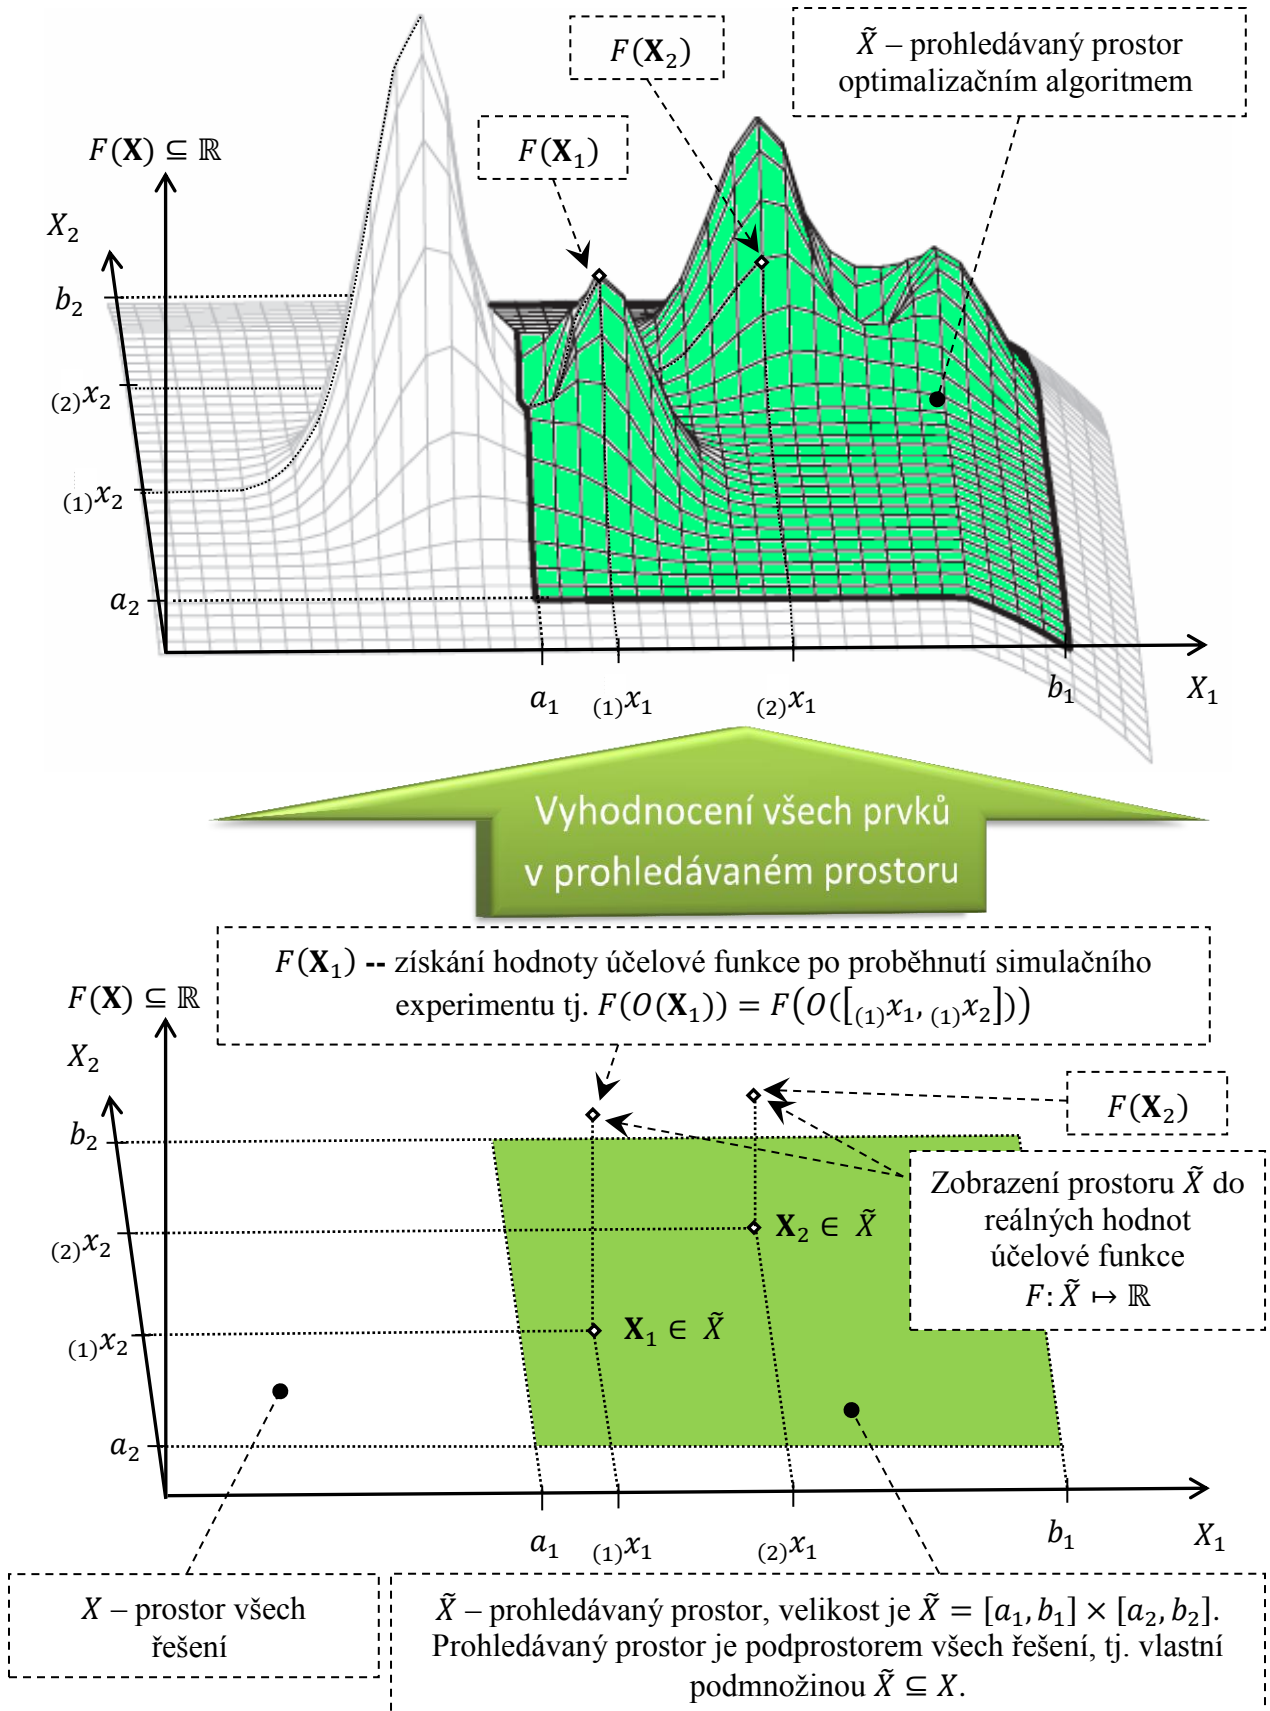 F(𝐗₂)
X̃ – prohledávaný prostor
optimalizačním algoritmem
F(𝐗₁)
F(𝐗) ⊆ ℝ
X₂
b₂
₍₂₎x₂
₍₁₎x₂
a₂
a₁
₍₁₎x₁
₍₂₎x₁
b₁
X₁
Vyhodnocení všech prvků
v prohledávaném prostoru
F(𝐗₁) -- získání hodnoty účelové funkce po proběhnutí simulačního
experimentu tj. F(O(𝐗₁)) = F(O([₍₁₎x₁, ₍₁₎x₂]))
F(𝐗) ⊆ ℝ
X₂
F(𝐗₂)
b₂
Zobrazení prostoru X̃ do
reálných hodnot
účelové funkce
F: X̃ ↦ ℝ
𝐗₂ ∈ X̃
₍₂₎x₂
𝐗₁ ∈ X̃
₍₁₎x₂
a₂
a₁
₍₁₎x₁
₍₂₎x₁
b₁
X₁
X – prostor všech
řešení
X̃ – prohledávaný prostor, velikost je X̃ = [a₁, b₁] × [a₂, b₂].
Prohledávaný prostor je podprostorem všech řešení, tj. vlastní
podmnožinou X̃ ⊆ X.